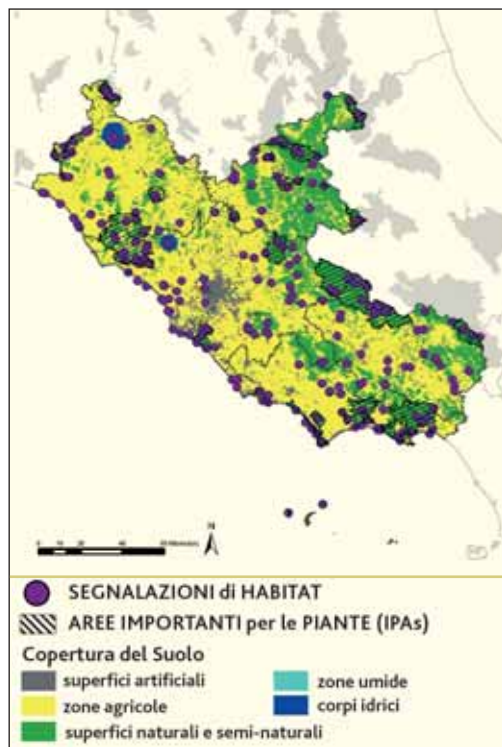 N
SEGNALAZIONI di HABITAT
AREE IMPORTANTI per le PIANTE (IPAs)
Copertura del Suolo
superfici artificiali
zone umide
zone agricole
corpi idrici
superfici naturali e semi-naturali